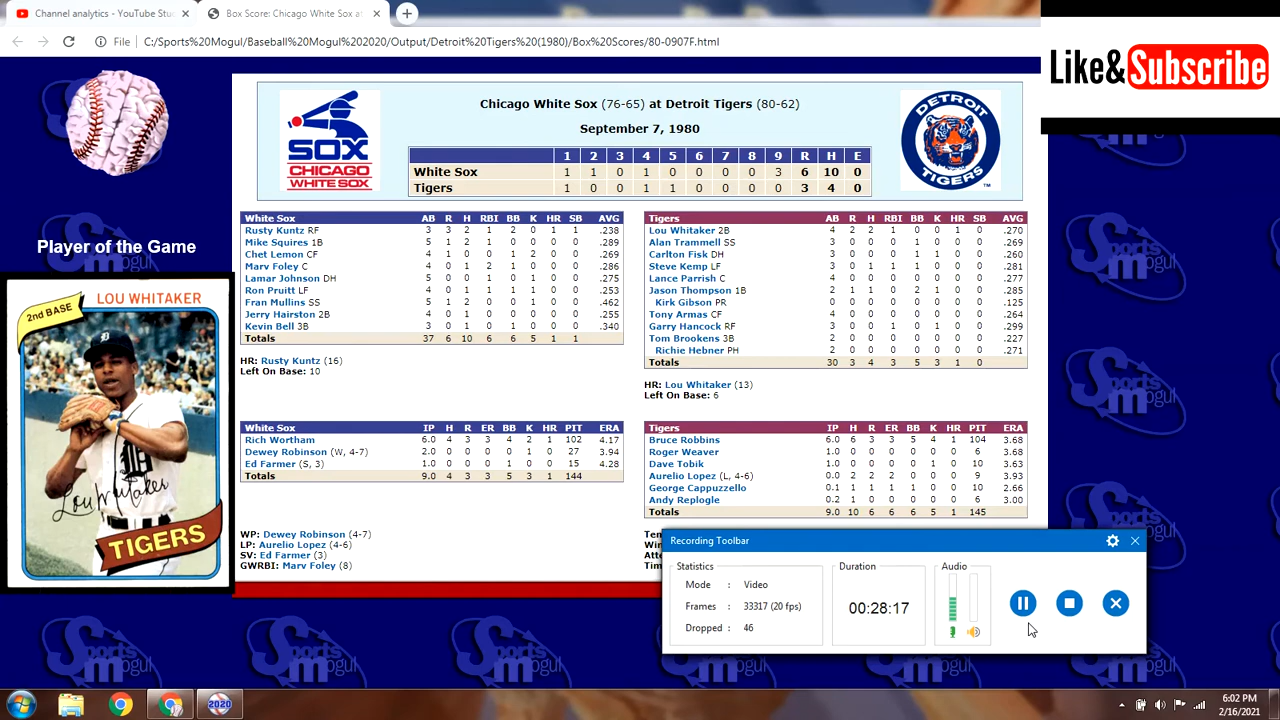 Channel analytics - YouTube Stu
Box Score: Chicago White Sox at
File C:/Sports%20Mogul/Baseball%20Mogul%202020/Output/Detroit%20Tigers%20(1980)/Box%20Scores/80-0907F.html
Like& Subscribe
Chicago White Sox (76-65) at Detroit Tigers (80-62)
September 7, 1980
1 2 3 4 5 6 7 8 9 R H E
White Sox 1 1 0 1 0 0 0 0 3 6 10 0
Tigers 1 0 0 1 1 0 0 0 0 3 4 0
SOX
CHICAGO
WHITE SOX
DETROIT
TIGERS
Player of the Game
2nd BASE
LOU WHITAKER
Lou Whitaker
TIGERS
White Sox AB R H RBI BB K HR SB AVG
Rusty Kuntz RF 3 3 2 1 2 0 1 1 .238
Mike Squires 1B 5 1 2 1 0 0 0 0 .289
Chet Lemon CF 4 1 0 0 1 2 0 0 .269
Marv Foley C 4 0 1 2 1 0 0 0 .286
Lamar Johnson DH 5 0 1 0 0 1 0 0 .275
Ron Pruitt LF 4 0 1 1 1 1 0 0 .253
Fran Mullins SS 5 1 2 0 0 0 0 0 .462
Jerry Hairston 2B 4 0 1 0 0 1 0 0 .255
Kevin Bell 3B 3 0 0 1 0 0 0 .340
Totals 37 6 10 6 6 5 1 1
HR: Rusty Kuntz (16)
Left On Base: 10
Tigers AB R H RBI BB K HR SB AVG
Lou Whitaker 2B 4 2 2 1 0 0 1 0 .270
Alan Trammell SS 3 0 0 0 1 0 0 0 .260
Carlton Fisk DH 3 0 0 0 1 1 0 0 .260
Steve Kemp LF 3 0 1 1 1 0 0 0 .281
Lance Parrish C 4 0 0 0 0 1 0 0 .277
Jason Thompson 1B 2 1 1 0 2 1 0 0 .285
Kirk Gibson PR 0 0 0 0 0 0 0 0 .125
Tony Armas CF 4 0 0 0 0 0 0 0 .264
Garry Hancock RF 3 0 0 1 0 0 0 0 .299
Tom Brookens 3B 2 0 0 0 0 0 0 0 .227
Richie Hebner PH 2 0 0 0 0 0 0 0 .271
Totals 30 3 4 3 5 3 1 0
HR: Lou Whitaker (13)
Left On Base: 6
White Sox IP H R ER BB K HR PIT ERA
Rich Wortham 6.0 4 3 3 4 2 1 102 4.17
Dewey Robinson (W, 4-7) 2.0 0 0 0 0 1 0 27 3.94
Ed Farmer (S, 3) 1.0 0 0 0 1 0 0 15 4.28
Totals 9.0 4 3 3 5 3 1 144
WP: Dewey Robinson (4-7)
LP: Aurelio Lopez (4-6)
SV: Ed Farmer (3)
GWRBI: Marv Foley (8)
Tigers IP H R ER BB K HR PIT ERA
Bruce Robbins 6.0 6 3 3 5 4 1 104 3.68
Roger Weaver 1.0 0 0 0 0 0 0 6 3.68
Dave Tobik 1.0 0 0 0 0 1 0 10 3.63
Aurelio Lopez (L, 4-6) 0.0 2 2 2 0 0 0 9 3.93
George Cappuzzello 0.1 1 1 1 1 0 0 10 2.66
Andy Replogle 0.2 1 0 0 0 0 0 6 3.00
Totals 9.0 10 6 6 6 5 1 145
Recording Toolbar
Statistics
Mode : Video
Frames : 33317 (20 fps)
Dropped : 46
Duration
00:28:17
Audio
2020
6:02 PM
2/16/2021
Sports
Mogul